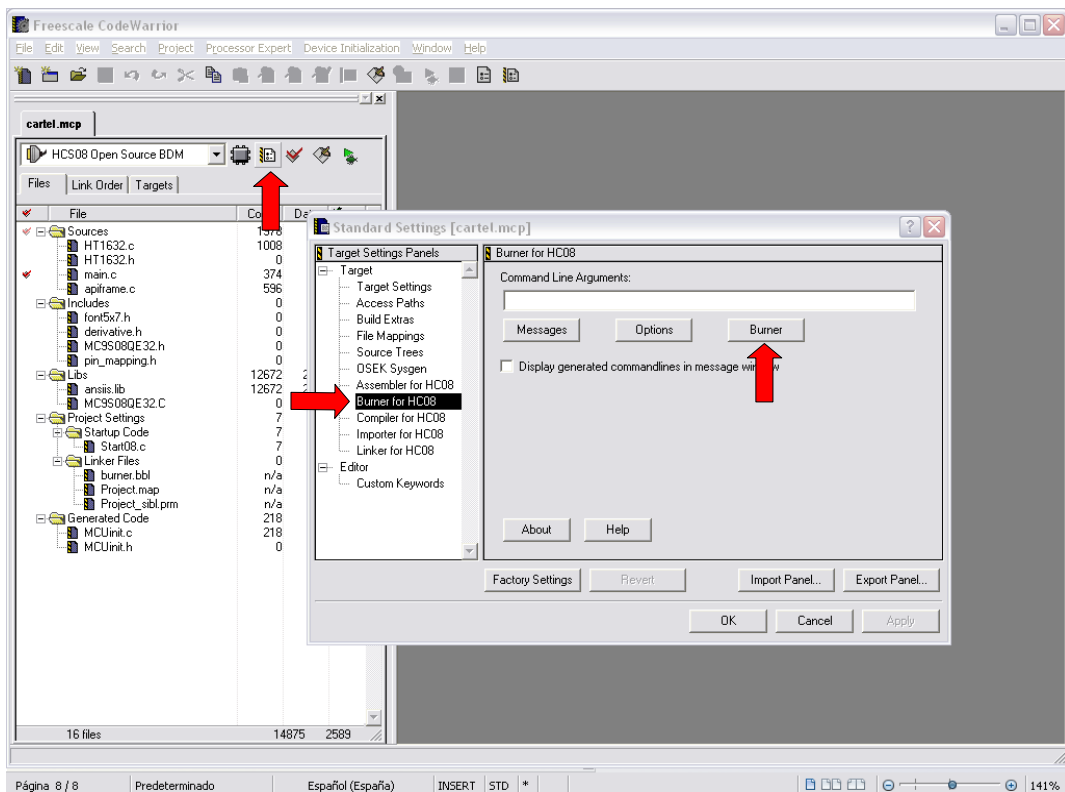 Freescale CodeWarrior
File Edit View Search Project Processor Expert Device Initialization Window Help
cartel.mcp
HCS08 Open Source BDM
Files Link Order Targets
File
Sources
HT1632.c 1008
HT1632.h 0
main.c 374
apiframe.c 596
Includes 0
font5x7.h 0
derivative.h 0
MC9S08QE32.h 0
pin_mapping.h 0
Libs 12672
ansiis.lib 12672
MC9S08QE32.C 0
Project Settings 7
Startup Code 7
Start08.c 7
Linker Files 0
burner.bbl n/a
Project.map n/a
Project_sibl.prm n/a
Generated Code 218
MCUinit.c 218
MCUinit.h 0
16 files 14875 2589
Standard Settings [cartel.mcp]
Target Settings Panels
Target
Target Settings
Access Paths
Build Extras
File Mappings
Source Trees
OSEK Sysgen
Assembler for HC08
Burner for HC08
Compiler for HC08
Importer for HC08
Linker for HC08
Editor
Custom Keywords
Burner for HC08
Command Line Arguments:
Messages Options Burner
Display generated commandlines in message window
About Help
Factory Settings Revert Import Panel... Export Panel...
OK Cancel Apply
Página 8 / 8 Predeterminado Español (España) INSERT STD * 141%